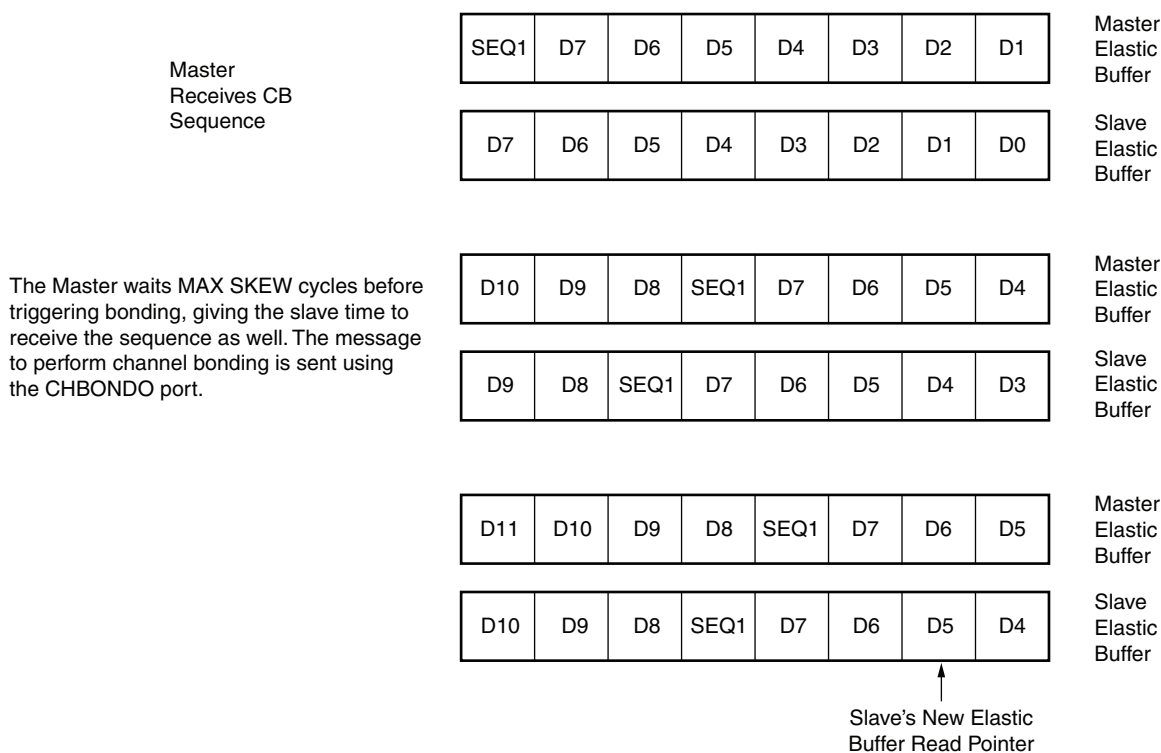 Master
Receives CB
Sequence
SEQ1 D7 D6 D5 D4 D3 D2 D1
Master
Elastic
Buffer
D7 D6 D5 D4 D3 D2 D1 D0
Slave
Elastic
Buffer
The Master waits MAX SKEW cycles before
triggering bonding, giving the slave time to
receive the sequence as well. The message
to perform channel bonding is sent using
the CHBONDO port.
D10 D9 D8 SEQ1 D7 D6 D5 D4
Master
Elastic
Buffer
D9 D8 SEQ1 D7 D6 D5 D4 D3
Slave
Elastic
Buffer
D11 D10 D9 D8 SEQ1 D7 D6 D5
Master
Elastic
Buffer
D10 D9 D8 SEQ1 D7 D6 D5 D4
Slave
Elastic
Buffer
Slave's New Elastic
Buffer Read Pointer